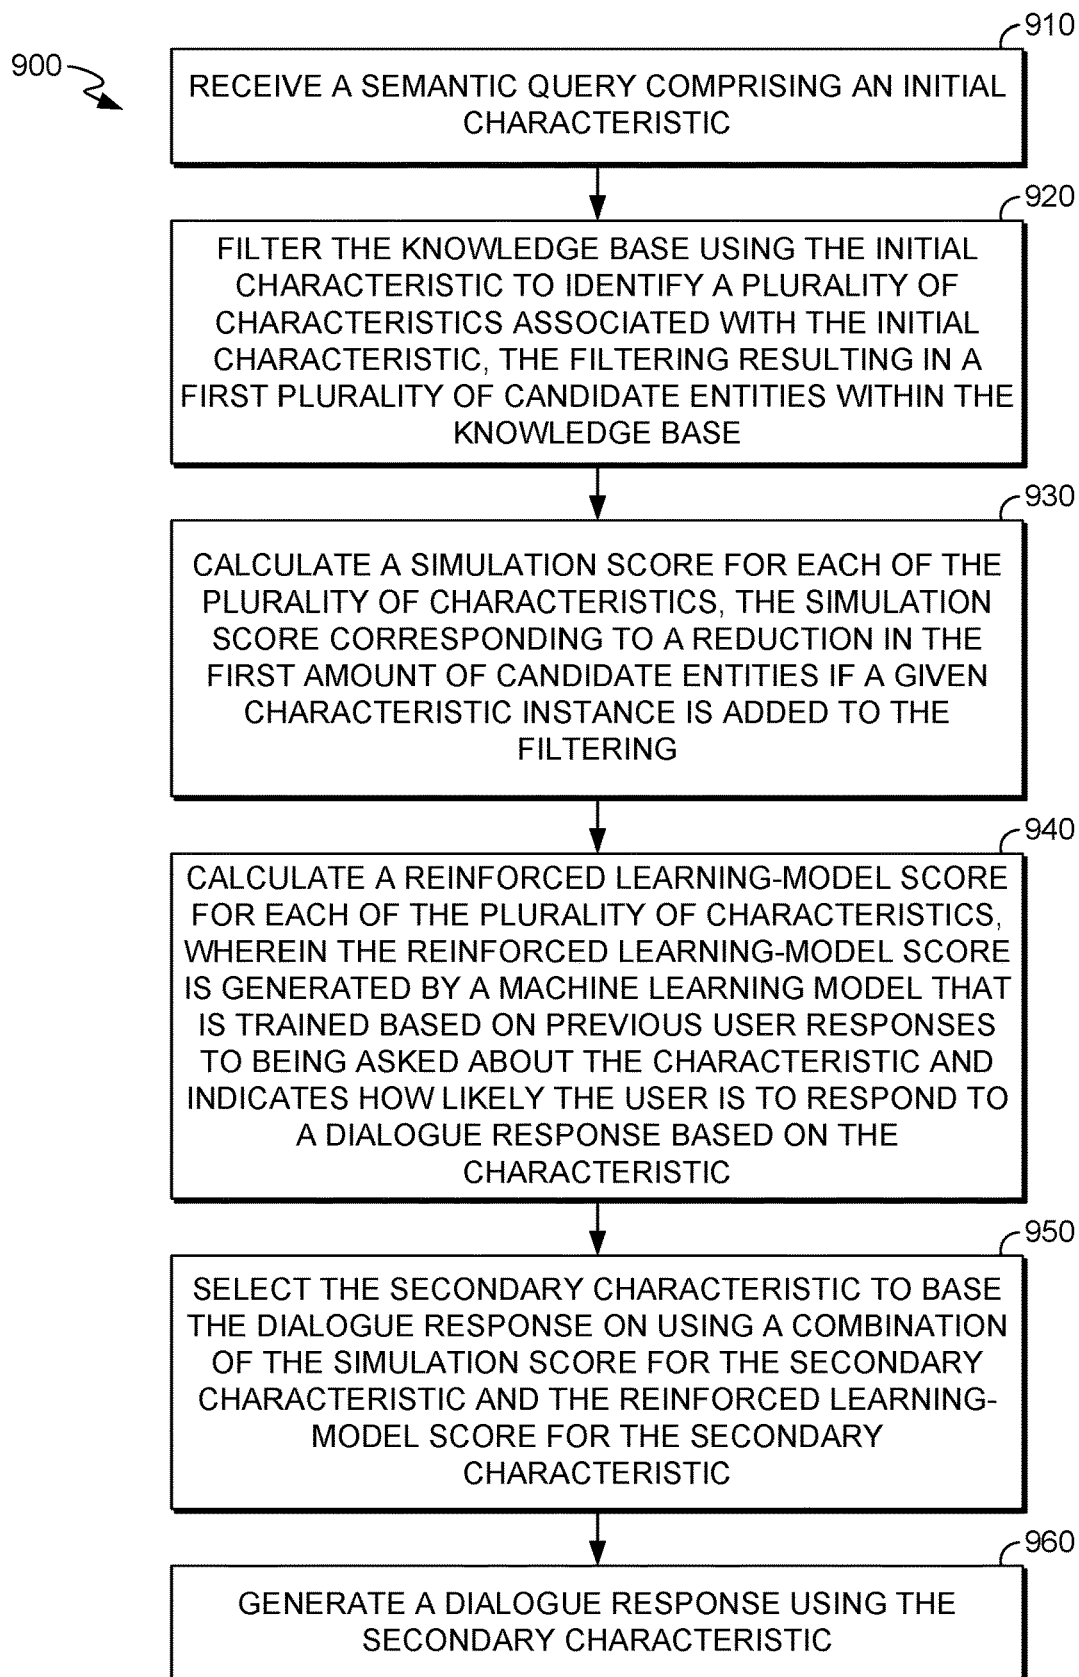 910
900
RECEIVE A SEMANTIC QUERY COMPRISING AN INITIAL
CHARACTERISTIC
920
FILTER THE KNOWLEDGE BASE USING THE INITIAL
CHARACTERISTIC TO IDENTIFY A PLURALITY OF
CHARACTERISTICS ASSOCIATED WITH THE INITIAL
CHARACTERISTIC, THE FILTERING RESULTING IN A
FIRST PLURALITY OF CANDIDATE ENTITIES WITHIN THE
KNOWLEDGE BASE
930
CALCULATE A SIMULATION SCORE FOR EACH OF THE
PLURALITY OF CHARACTERISTICS, THE SIMULATION
SCORE CORRESPONDING TO A REDUCTION IN THE
FIRST AMOUNT OF CANDIDATE ENTITIES IF A GIVEN
CHARACTERISTIC INSTANCE IS ADDED TO THE
FILTERING
940
CALCULATE A REINFORCED LEARNING-MODEL SCORE
FOR EACH OF THE PLURALITY OF CHARACTERISTICS,
WHEREIN THE REINFORCED LEARNING-MODEL SCORE
IS GENERATED BY A MACHINE LEARNING MODEL THAT
IS TRAINED BASED ON PREVIOUS USER RESPONSES
TO BEING ASKED ABOUT THE CHARACTERISTIC AND
INDICATES HOW LIKELY THE USER IS TO RESPOND TO
A DIALOGUE RESPONSE BASED ON THE
CHARACTERISTIC
950
SELECT THE SECONDARY CHARACTERISTIC TO BASE
THE DIALOGUE RESPONSE ON USING A COMBINATION
OF THE SIMULATION SCORE FOR THE SECONDARY
CHARACTERISTIC AND THE REINFORCED LEARNING-
MODEL SCORE FOR THE SECONDARY
CHARACTERISTIC
960
GENERATE A DIALOGUE RESPONSE USING THE
SECONDARY CHARACTERISTIC